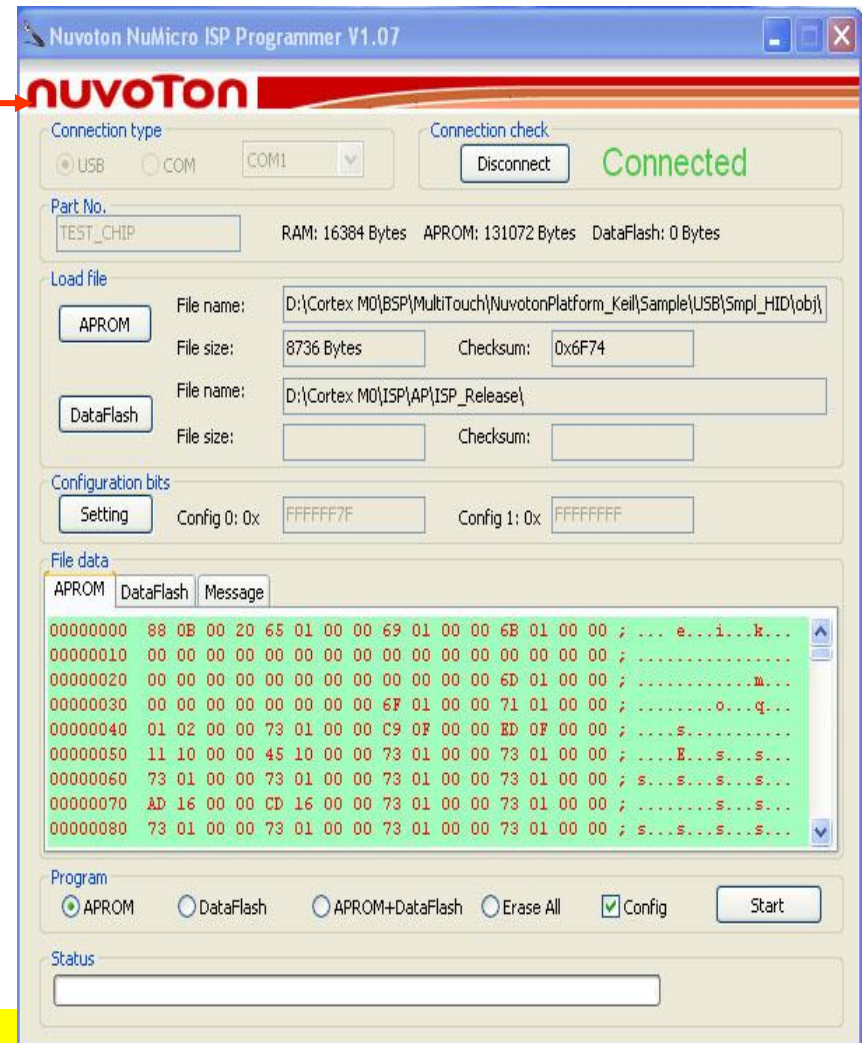 Nuvoton NuMicro ISP Programmer V1.07
nuvoTon
Connection type
USB COM COM1
Connection check
Disconnect Connected
Part No.
TEST_CHIP RAM: 16384 Bytes APROM: 131072 Bytes DataFlash: 0 Bytes
Load file
APROM
File name: D:\Cortex M0\BSP\MultiTouch\NuvotonPlatform_Keil\Sample\USB\Smpl_HID\obj\
File size: 8736 Bytes Checksum: 0x6F74
DataFlash
File name: D:\Cortex M0\ISP\AP\ISP_Release\
File size: Checksum:
Configuration bits
Setting Config 0: 0x FFFFFF7F Config 1: 0x FFFFFFFF
File data
APROM DataFlash Message
00000000 88 0B 00 20 65 01 00 00 69 01 00 00 6B 01 00 00 ; ... e...i...k...
00000010 00 00 00 00 00 00 00 00 00 00 00 00 00 00 00 00 ; ................
00000020 00 00 00 00 00 00 00 00 00 00 00 00 6D 01 00 00 ; ............m...
00000030 00 00 00 00 00 00 00 00 6F 01 00 00 71 01 00 00 ; ........o...q...
00000040 01 02 00 00 73 01 00 00 C9 0F 00 00 ED 0F 00 00 ; ....s...........
00000050 11 10 00 00 45 10 00 00 73 01 00 00 73 01 00 00 ; ....E...s...s...
00000060 73 01 00 00 73 01 00 00 73 01 00 00 73 01 00 00 ; s...s...s...s...
00000070 AD 16 00 00 CD 16 00 00 73 01 00 00 73 01 00 00 ; ........s...s...
00000080 73 01 00 00 73 01 00 00 73 01 00 00 73 01 00 00 ; s...s...s...s...
Program
APROM DataFlash APROM+DataFlash Erase All Config Start
Status